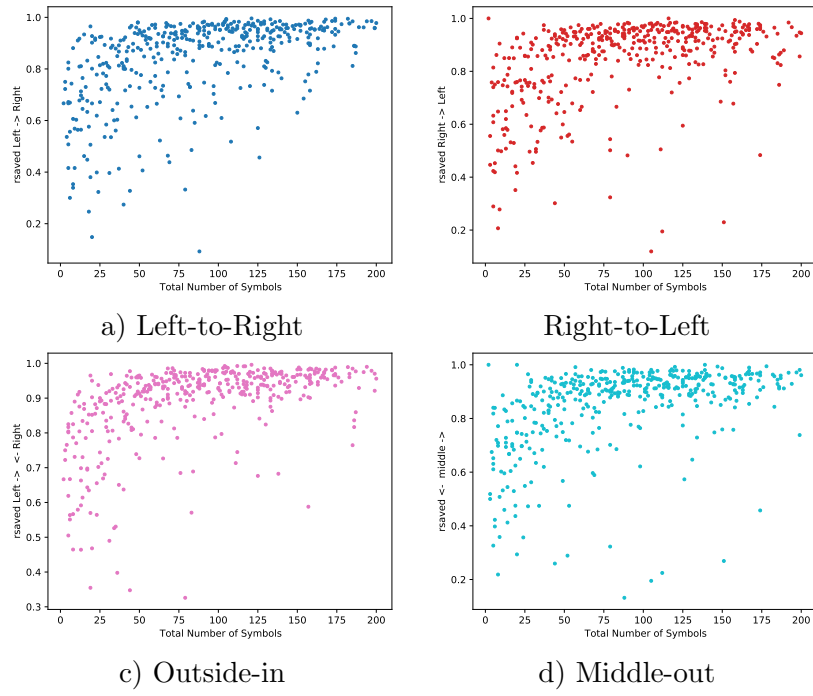 1.0
0.8
0.6
0.4
0.2
rsaved Left -> Right
0 25 50 75 100 125 150 175 200
Total Number of Symbols
a) Left-to-Right
1.0
0.8
0.6
0.4
0.2
rsaved Right -> Left
0 25 50 75 100 125 150 175 200
Total Number of Symbols
Right-to-Left
1.0
0.9
0.8
0.7
0.6
0.5
0.4
0.3
rsaved Left -> <- Right
0 25 50 75 100 125 150 175 200
Total Number of Symbols
c) Outside-in
1.0
0.8
0.6
0.4
0.2
rsaved <- middle ->
0 25 50 75 100 125 150 175 200
Total Number of Symbols
d) Middle-out